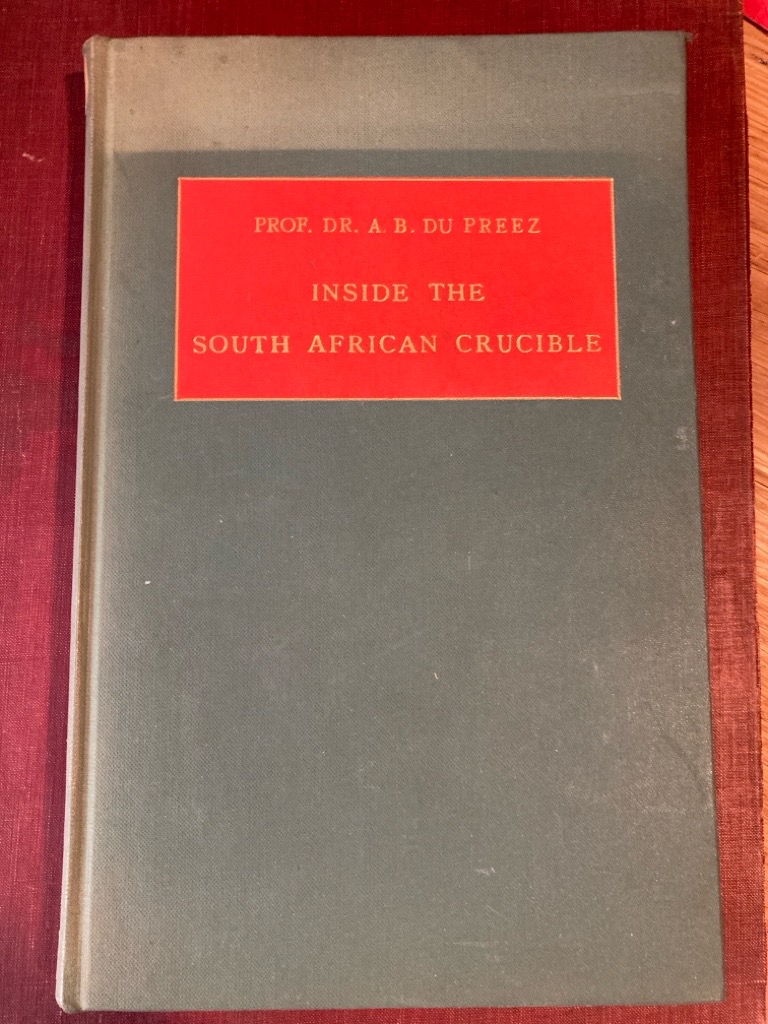 PROF. DR. A. B. DU PREEZ
INSIDE THE
SOUTH AFRICAN CRUCIBLE